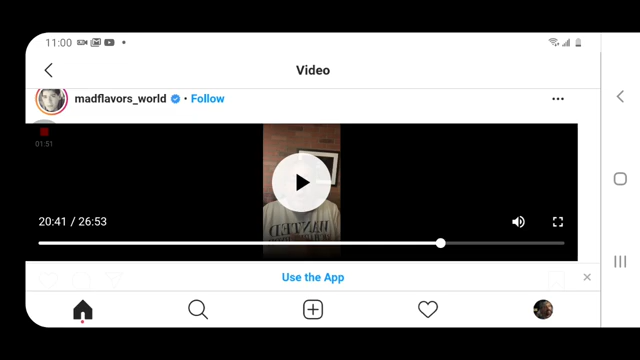 11:00
Video
madflavors_world • Follow
01:51
20:41 / 26:53
Use the App